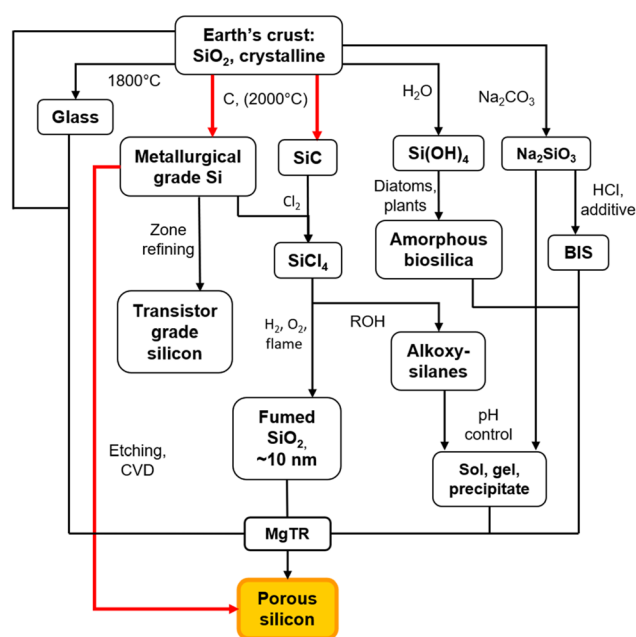 Earth's crust:
SiO₂, crystalline
1800°C
C, (2000°C)
H₂O
Na₂CO₃
Glass
Metallurgical
grade Si
SiC
Si(OH)₄
Na₂SiO₃
Zone
refining
Cl₂
Diatoms,
plants
HCl,
additive
SiCl₄
Amorphous
biosilica
BIS
Transistor
grade
silicon
H₂, O₂,
flame
ROH
Alkoxy-
silanes
Fumed
SiO₂,
~10 nm
pH
control
Etching,
CVD
Sol, gel,
precipitate
MgTR
Porous
silicon